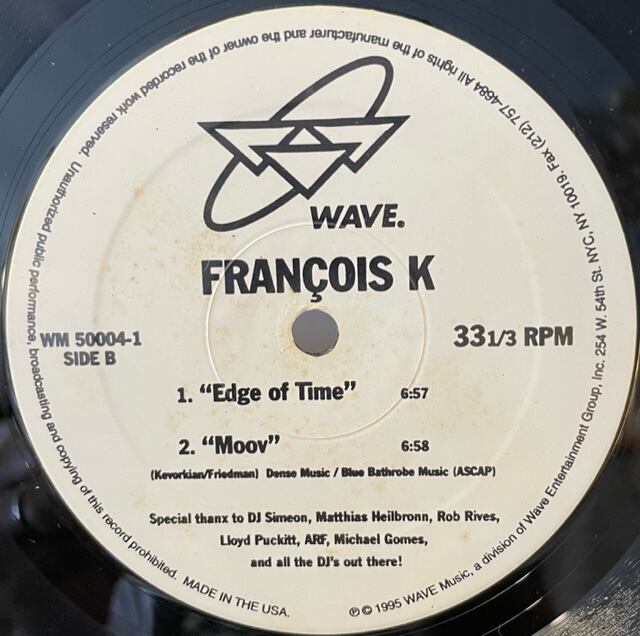 WAVE.
FRANÇOIS K
WM 50004-1
SIDE B
33 1/3 RPM
1. “Edge of Time” 6:57
2. “Moov” 6:58
(Kevorkian/Friedman) Dense Music / Blue Bathrobe Music (ASCAP)
Special thanx to DJ Simeon, Matthias Heilbronn, Rob Rives,
Lloyd Puckitt, ARF, Michael Gomes,
and all the DJ's out there!
℗ © 1995 WAVE Music, a division of Wave Entertainment Group, Inc. 254 W. 54th St. NYC, NY 10019. Fax (212) 757-4684 All rights of the manufacturer and the owner of the recorded work reserved. Unauthorized public performance, broadcasting and copying of this record prohibited. MADE IN THE USA.